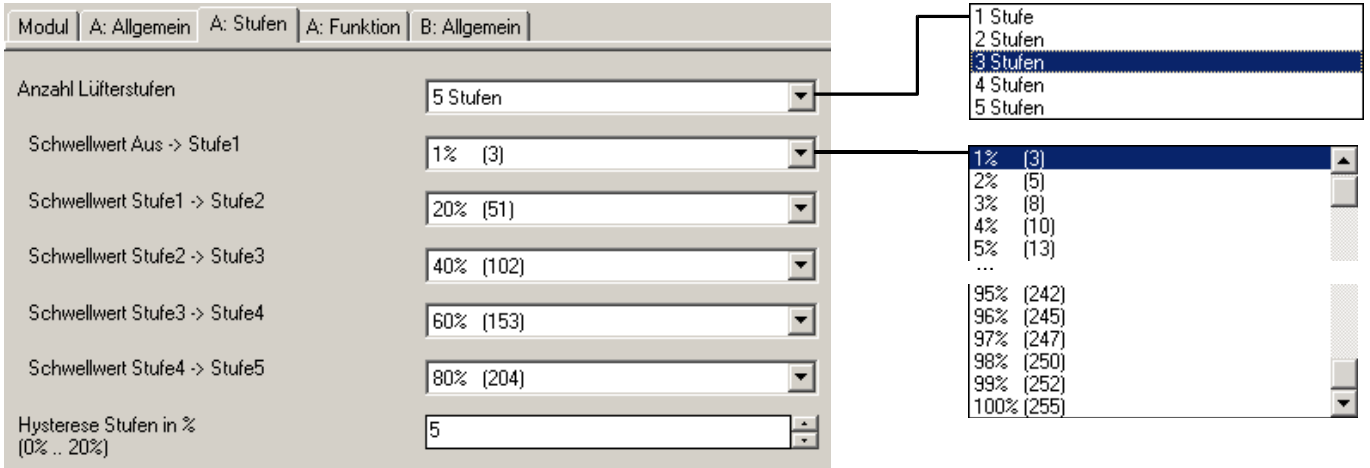 Modul A: Allgemein A: Stufen A: Funktion B: Allgemein
Anzahl Lüfterstufen 5 Stufen
Schwellwert Aus -> Stufe1 1% (3)
Schwellwert Stufe1 -> Stufe2 20% (51)
Schwellwert Stufe2 -> Stufe3 40% (102)
Schwellwert Stufe3 -> Stufe4 60% (153)
Schwellwert Stufe4 -> Stufe5 80% (204)
Hysterese Stufen in % 5
(0% .. 20%)
1 Stufe
2 Stufen
3 Stufen
4 Stufen
5 Stufen
1% (3)
2% (5)
3% (8)
4% (10)
5% (13)
...
95% (242)
96% (245)
97% (247)
98% (250)
99% (252)
100% (255)